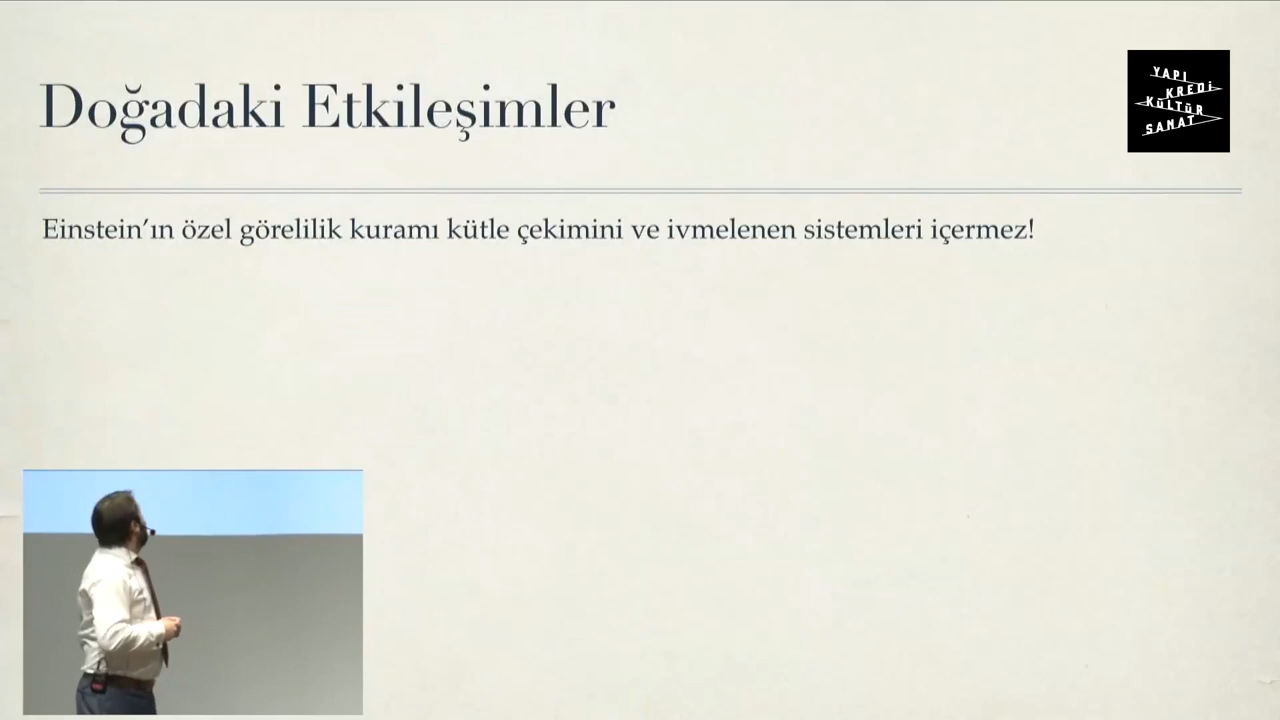 Doğadaki Etkileşimler
YAPI
KREDİ
KÜLTÜR
SANAT
Einstein’ın özel görelilik kuramı kütle çekimini ve ivmelenen sistemleri içermez!